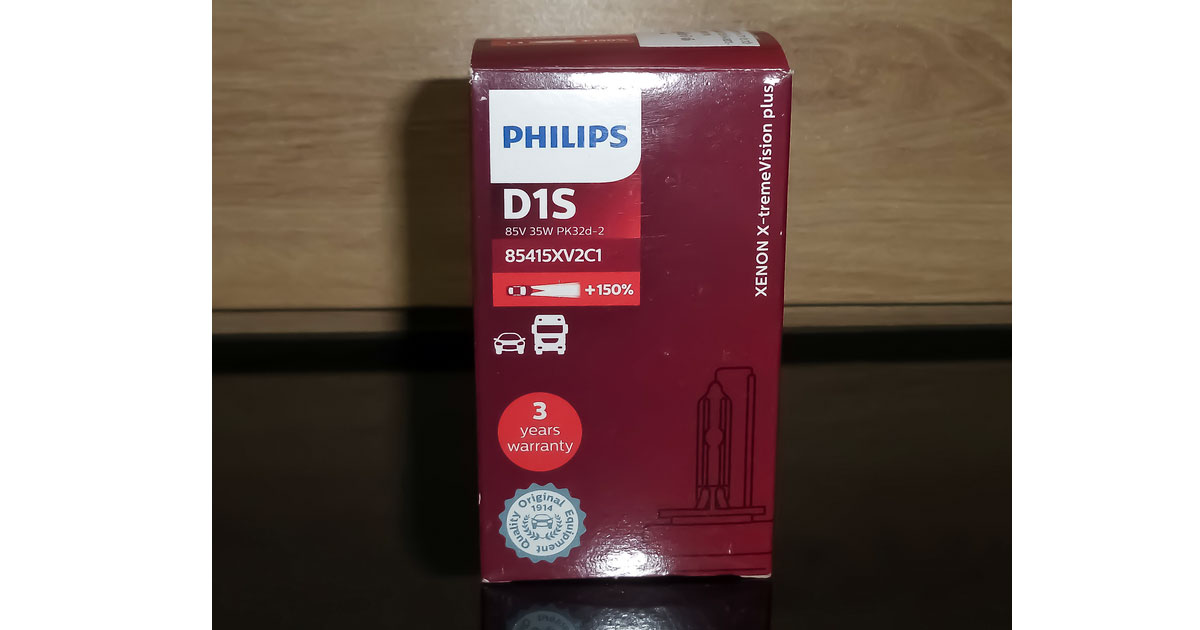 PHILIPS
D1S
85V 35W PK32d-2
85415XV2C1
+150%
XENON X-tremeVision plus
3
years
warranty
Original
1914
Equipment
Quality